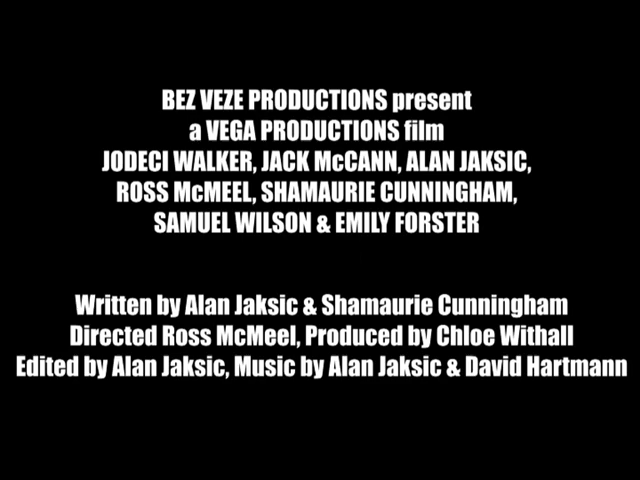 BEZ VEZE PRODUCTIONS present
a VEGA PRODUCTIONS film
JODECI WALKER, JACK McCANN, ALAN JAKSIC,
ROSS McMEEL, SHAMAURIE CUNNINGHAM,
SAMUEL WILSON & EMILY FORSTER
Written by Alan Jaksic & Shamaurie Cunningham
Directed Ross McMeel, Produced by Chloe Withall
Edited by Alan Jaksic, Music by Alan Jaksic & David Hartmann